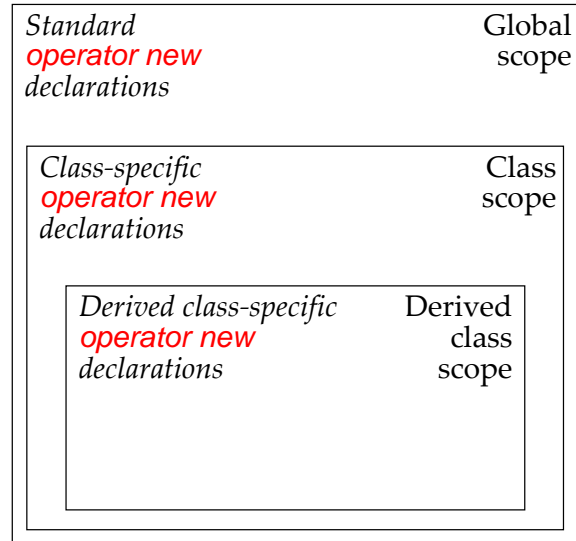 Standard Global
operator new scope
declarations
Class-specific Class
operator new scope
declarations
Derived class-specific Derived
operator new class
declarations scope